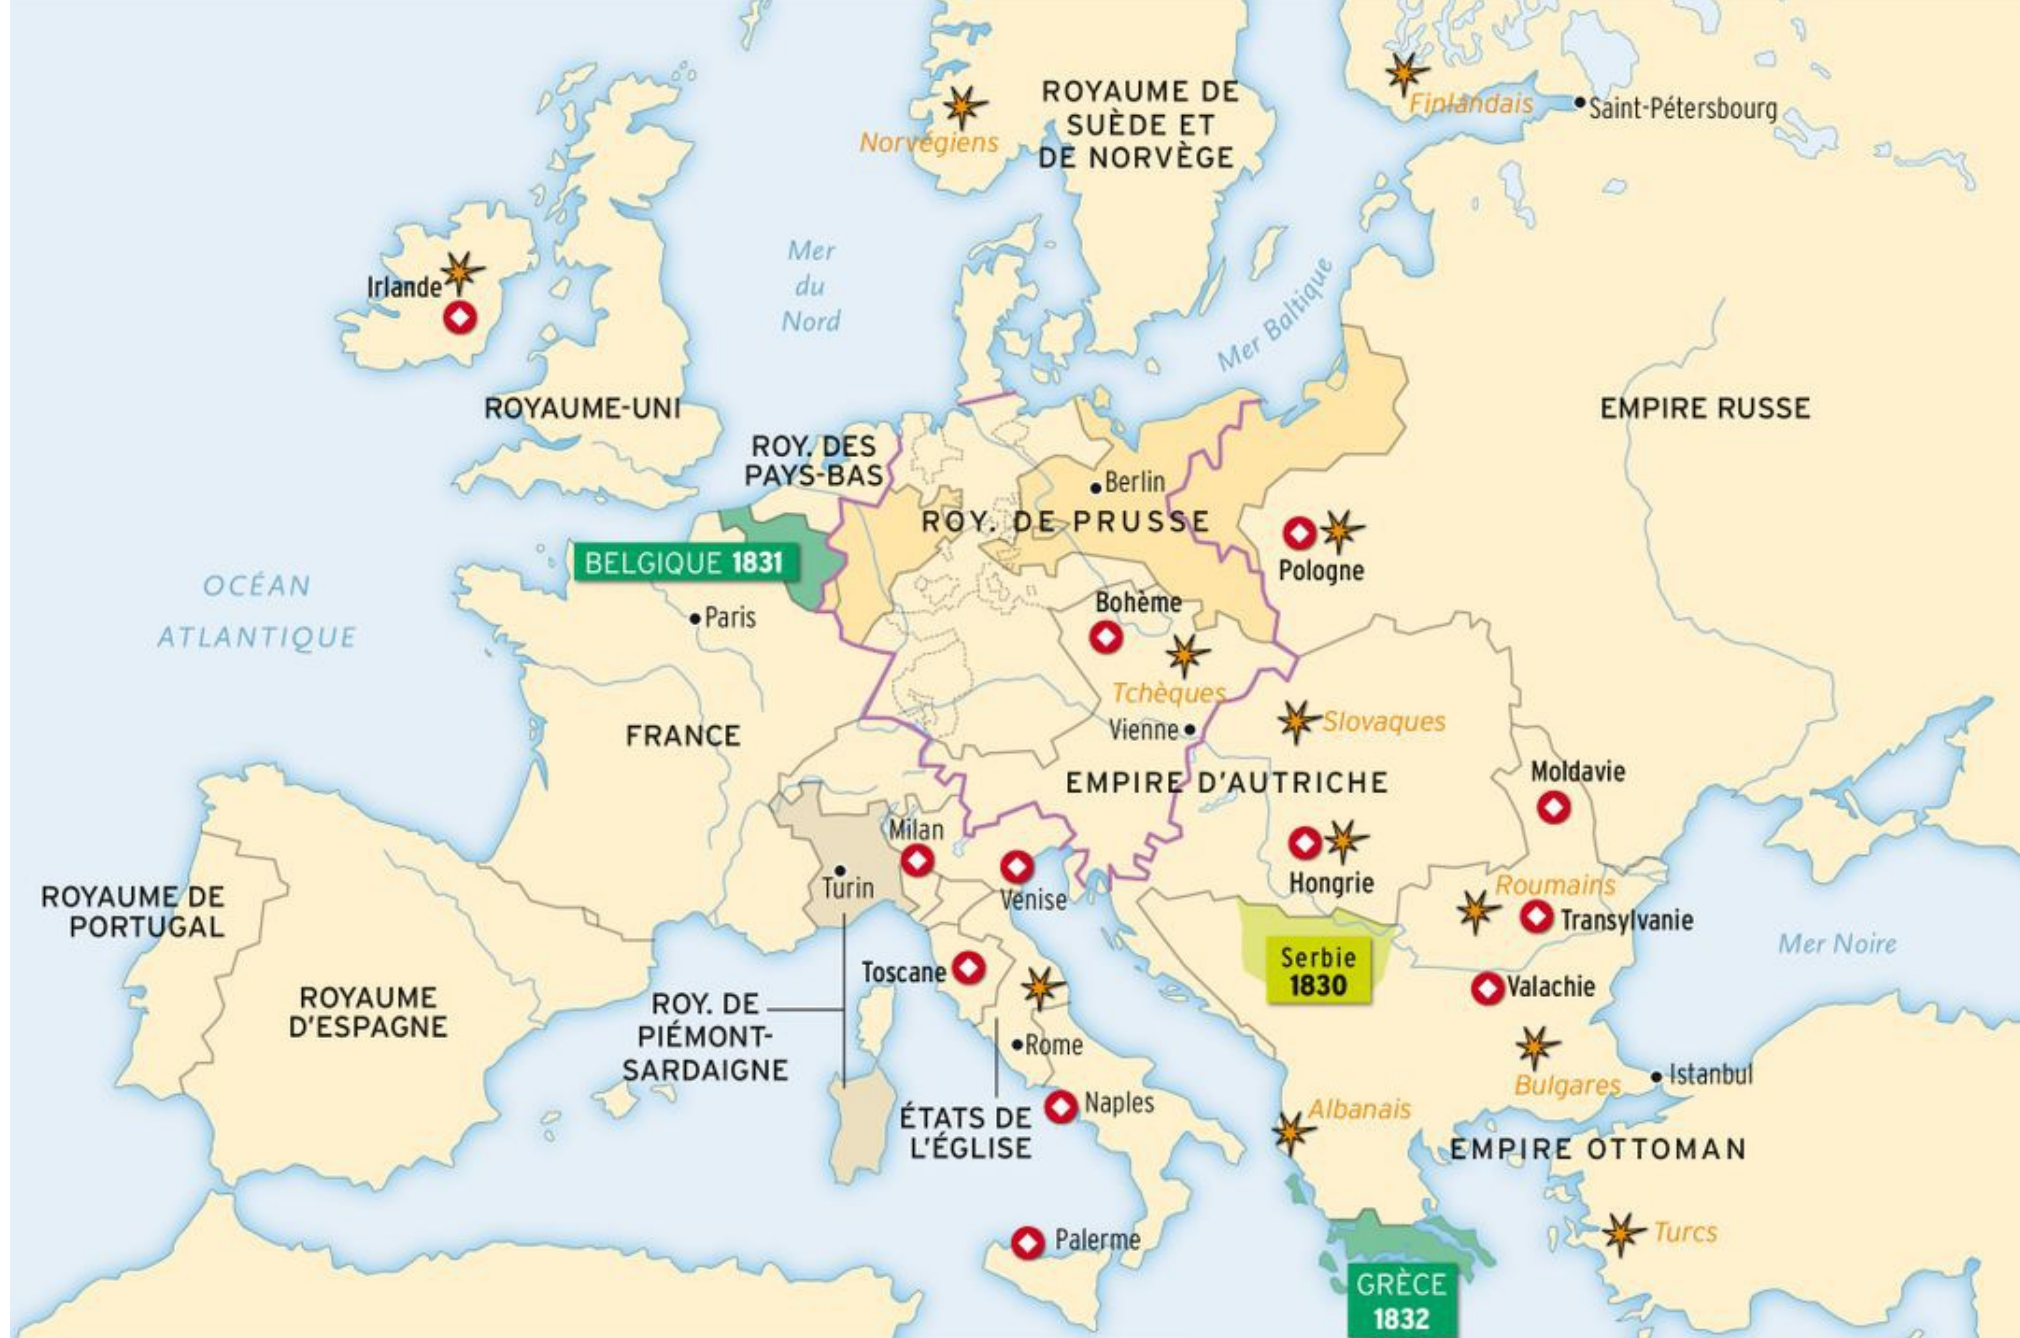 ROYAUME DE
SUÈDE ET
DE NORVÈGE
Norvégiens
Finlandais
Saint-Pétersbourg
Irlande
Mer
du
Nord
Mer Baltique
ROYAUME-UNI
ROY. DES
PAYS-BAS
EMPIRE RUSSE
Berlin
ROY. DE PRUSSE
BELGIQUE 1831
Pologne
OCÉAN
ATLANTIQUE
Paris
Bohème
Tchèques
Slovaques
Vienne
FRANCE
EMPIRE D'AUTRICHE
Moldavie
Milan
Turin
Venise
Hongrie
Roumains
Transylvanie
ROYAUME DE
PORTUGAL
Mer Noire
Serbie
1830
Toscane
Valachie
ROYAUME
D'ESPAGNE
ROY. DE
PIÉMONT-
SARDAIGNE
Rome
Istanbul
Bulgares
Naples
ÉTATS DE
L'ÉGLISE
Albanais
EMPIRE OTTOMAN
Palerme
Turcs
GRÈCE
1832